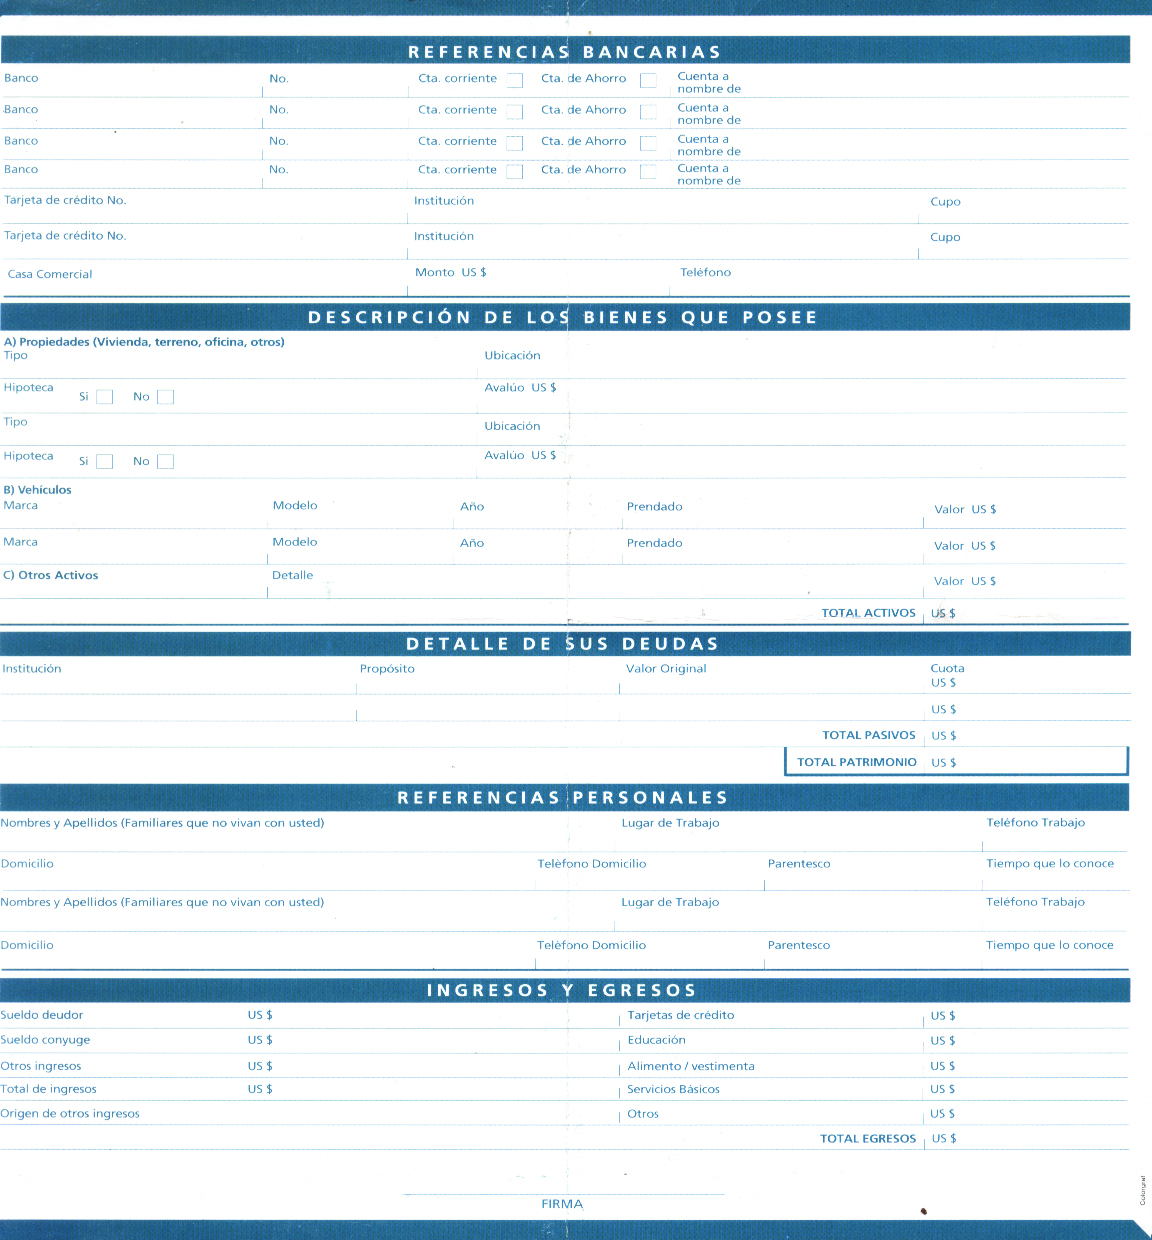 REFERENCIAS BANCARIAS
Banco No. Cta. corriente Cta. de Ahorro Cuenta a nombre de
Banco No. Cta. corriente Cta. de Ahorro Cuenta a nombre de
Banco No. Cta. corriente Cta. de Ahorro Cuenta a nombre de
Banco No. Cta. corriente Cta. de Ahorro Cuenta a nombre de
Tarjeta de crédito No. Institución Cupo
Tarjeta de crédito No. Institución Cupo
Casa Comercial Monto US $ Teléfono
DESCRIPCIÓN DE LOS BIENES QUE POSEE
A) Propiedades (Vivienda, terreno, oficina, otros)
Tipo Ubicación
Hipoteca Si No Avalúo US $
Tipo Ubicación
Hipoteca Si No Avalúo US $
B) Vehículos
Marca Modelo Año Prendado Valor US $
Marca Modelo Año Prendado Valor US $
C) Otros Activos Detalle Valor US $
TOTAL ACTIVOS US $
DETALLE DE SUS DEUDAS
Institución Propósito Valor Original Cuota
US $
US $
TOTAL PASIVOS US $
TOTAL PATRIMONIO US $
REFERENCIAS PERSONALES
Nombres y Apellidos (Familiares que no vivan con usted) Lugar de Trabajo Teléfono Trabajo
Domicilio Teléfono Domicilio Parentesco Tiempo que lo conoce
Nombres y Apellidos (Familiares que no vivan con usted) Lugar de Trabajo Teléfono Trabajo
Domicilio Teléfono Domicilio Parentesco Tiempo que lo conoce
INGRESOS Y EGRESOS
Sueldo deudor US $ Tarjetas de crédito US $
Sueldo conyuge US $ Educación US $
Otros ingresos US $ Alimento / vestimenta US $
Total de ingresos US $ Servicios Básicos US $
Origen de otros ingresos Otros US $
TOTAL EGRESOS US $
FIRMA
Colorgraf